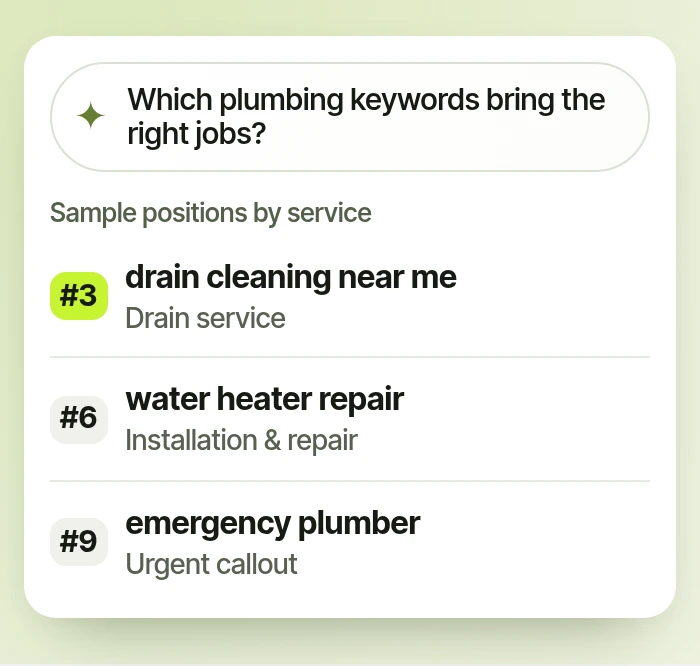 Which plumbing keywords bring the
right jobs?
Sample positions by service
#3
drain cleaning near me
Drain service
#6
water heater repair
Installation & repair
#9
emergency plumber
Urgent callout